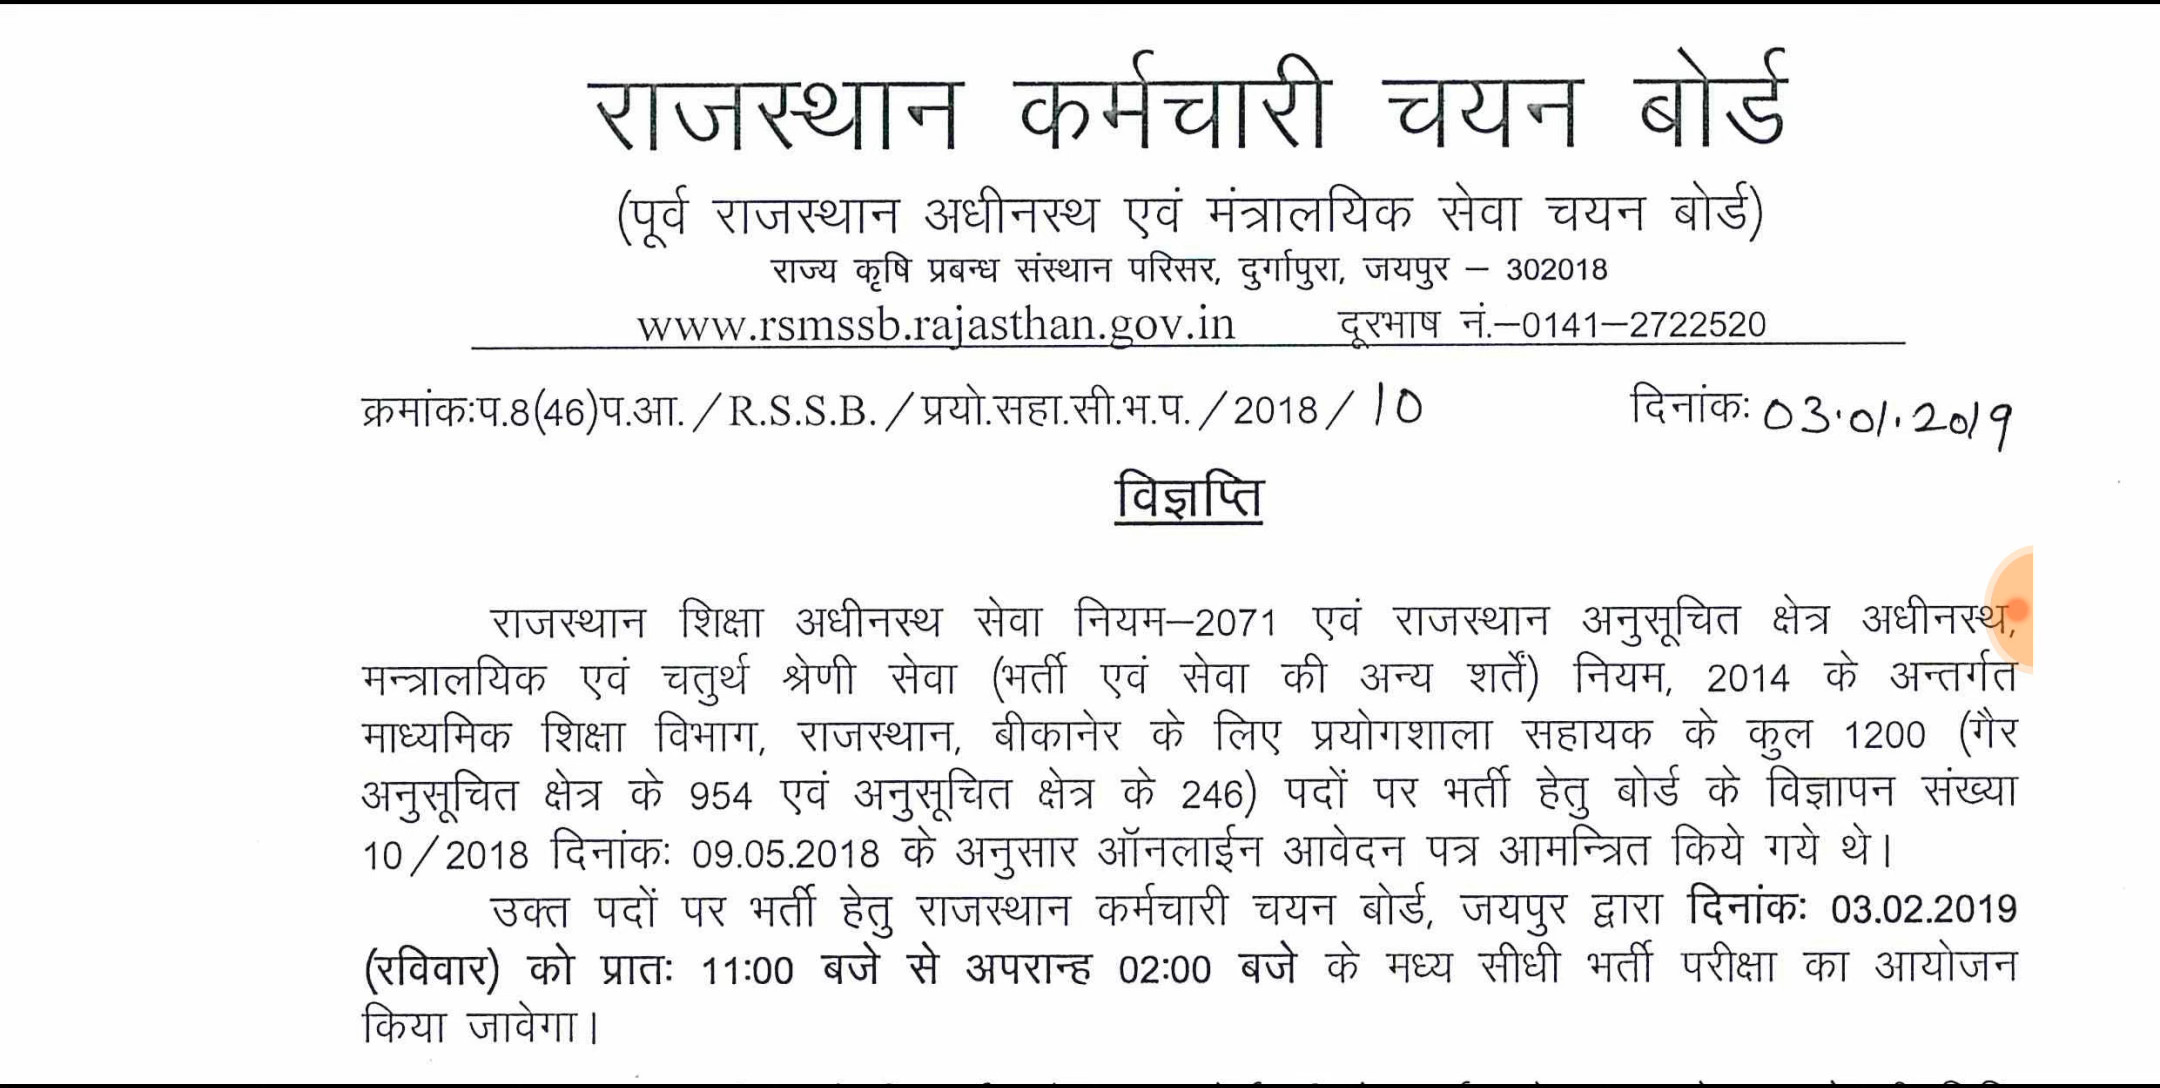 राजस्थान कर्मचारी चयन बोर्ड
(पूर्व राजस्थान अधीनस्थ एवं मंत्रालयिक सेवा चयन बोर्ड)
राज्य कृषि प्रबन्ध संस्थान परिसर, दुर्गापुरा, जयपुर – 302018
www.rsmssb.rajasthan.gov.in दूरभाष नं.–0141–2722520
क्रमांकःप.8(46)प.आ./R.S.S.B./प्रयो.सहा.सी.भ.प./2018/10 दिनांकः 03.01.2019
विज्ञप्ति
राजस्थान शिक्षा अधीनस्थ सेवा नियम–2071 एवं राजस्थान अनुसूचित क्षेत्र अधीनस्थ,
मन्त्रालयिक एवं चतुर्थ श्रेणी सेवा (भर्ती एवं सेवा की अन्य शर्तें) नियम, 2014 के अन्तर्गत
माध्यमिक शिक्षा विभाग, राजस्थान, बीकानेर के लिए प्रयोगशाला सहायक के कुल 1200 (गैर
अनुसूचित क्षेत्र के 954 एवं अनुसूचित क्षेत्र के 246) पदों पर भर्ती हेतु बोर्ड के विज्ञापन संख्या
10/2018 दिनांकः 09.05.2018 के अनुसार ऑनलाईन आवेदन पत्र आमन्त्रित किये गये थे।
उक्त पदों पर भर्ती हेतु राजस्थान कर्मचारी चयन बोर्ड, जयपुर द्वारा दिनांकः 03.02.2019
(रविवार) को प्रातः 11:00 बजे से अपरान्ह 02:00 बजे के मध्य सीधी भर्ती परीक्षा का आयोजन
किया जावेगा।